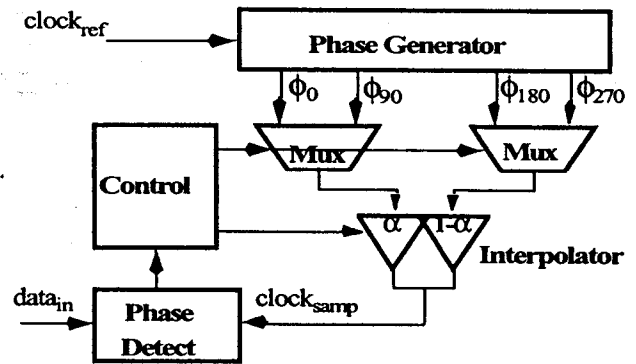 clock_ref
Phase Generator
ϕ0 ϕ90 ϕ180 ϕ270
Mux Mux
Control
α 1-α
Interpolator
data_in
Phase Detect
clock_samp